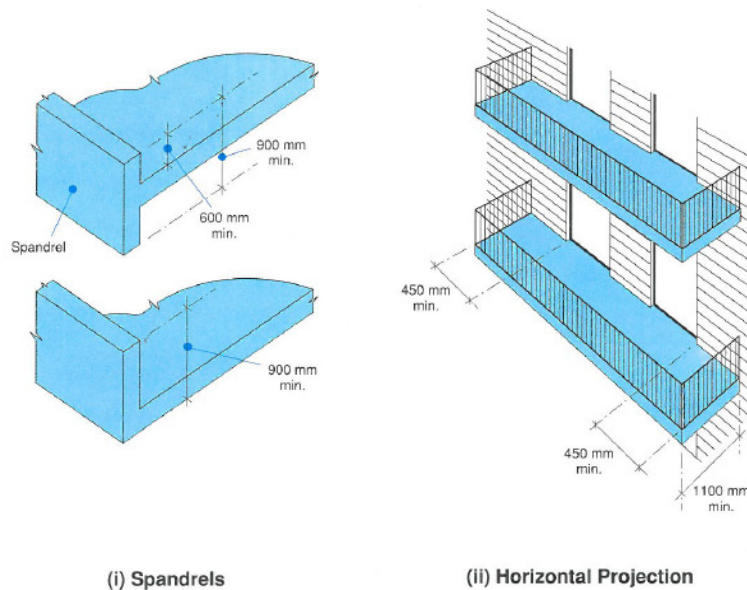 900 mm
min.
600 mm
min.
Spandrel
900 mm
min.
(i) Spandrels
450 mm
min.
450 mm
min.
1100 mm
min.
(ii) Horizontal Projection